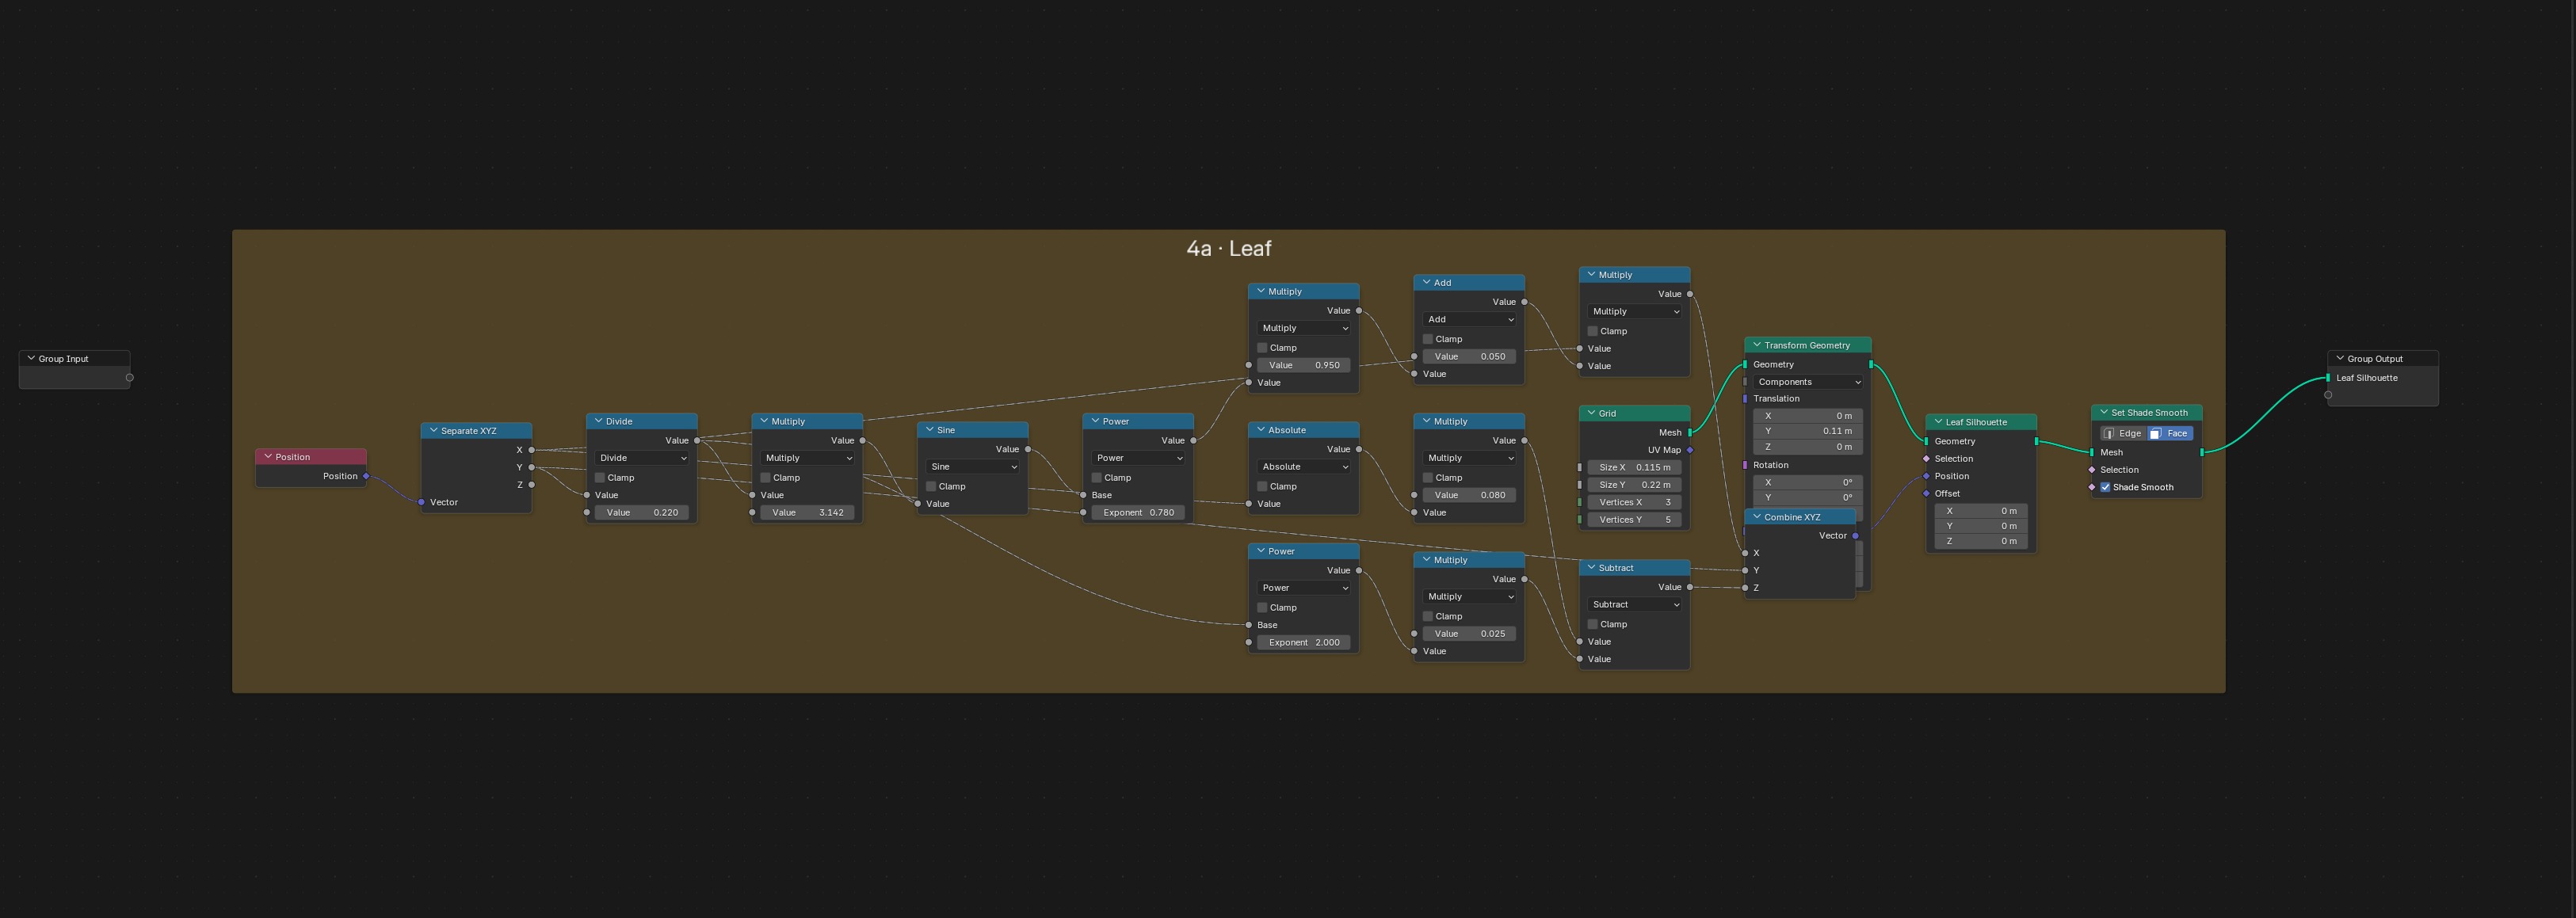 4a · Leaf
Group Input
Position
Position
Separate XYZ
X
Y
Z
Vector
Divide
Value
Divide
Clamp
Value
Value 0.220
Multiply
Value
Multiply
Clamp
Value
Value 3.142
Sine
Value
Sine
Clamp
Value
Power
Value
Power
Clamp
Base
Exponent 0.780
Multiply
Value
Multiply
Clamp
Value 0.950
Value
Absolute
Value
Absolute
Clamp
Value
Power
Value
Power
Clamp
Base
Exponent 2.000
Add
Value
Add
Clamp
Value 0.050
Value
Multiply
Value
Multiply
Clamp
Value 0.080
Value
Multiply
Value
Multiply
Clamp
Value 0.025
Value
Multiply
Value
Multiply
Clamp
Value
Value
Grid
Mesh
UV Map
Size X 0.115 m
Size Y 0.22 m
Vertices X 3
Vertices Y 5
Subtract
Value
Subtract
Clamp
Value
Value
Transform Geometry
Geometry
Components
Translation
X 0 m
Y 0.11 m
Z 0 m
Rotation
X 0°
Y 0°
Combine XYZ
Vector
X
Y
Z
Leaf Silhouette
Geometry
Selection
Position
Offset
X 0 m
Y 0 m
Z 0 m
Set Shade Smooth
Edge Face
Mesh
Selection
Shade Smooth
Group Output
Leaf Silhouette